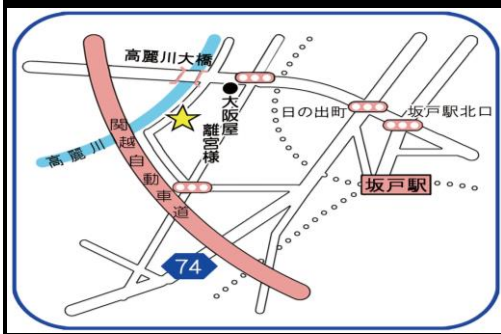 高麗川大橋
大阪屋
離宮様
日の出町
坂戸駅北口
高麗川
関越自動車道
坂戸駅
74